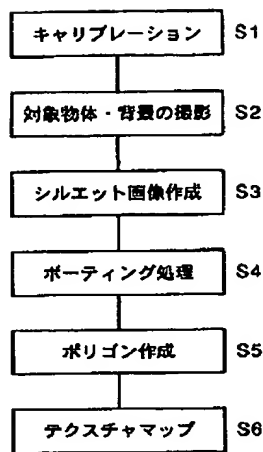 キャリブレーション S1
対象物体・背景の撮影 S2
シルエット画像作成 S3
ボーティング処理 S4
ポリゴン作成 S5
テクスチャマップ S6